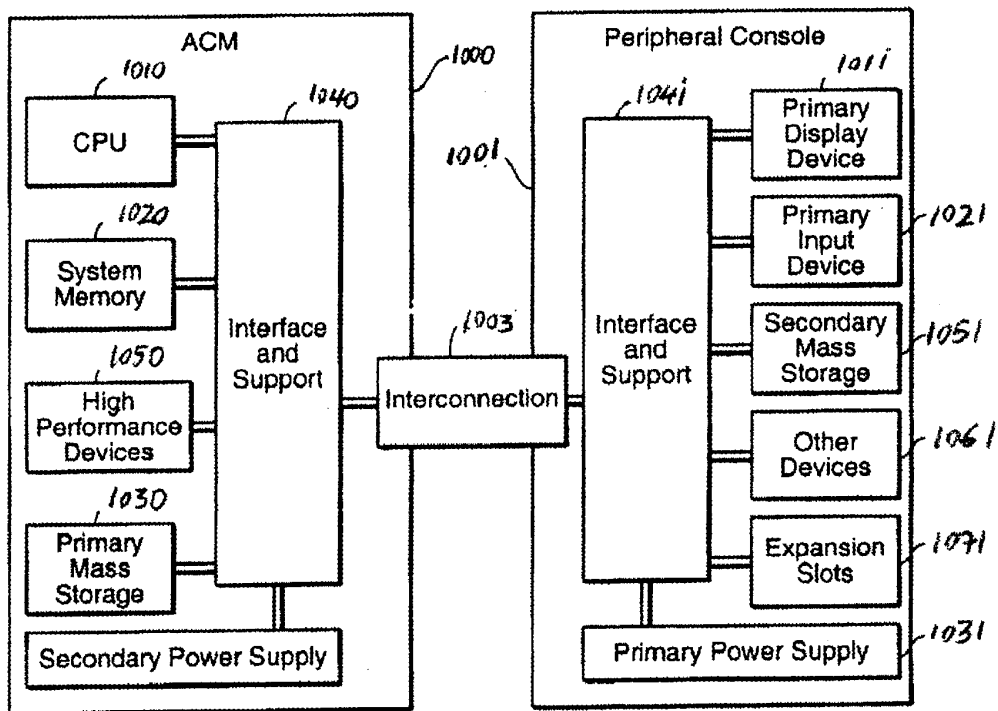 ACM
1000
1010
CPU
1040
1020
System
Memory
1050
High
Performance
Devices
1030
Primary
Mass
Storage
Interface
and
Support
Secondary Power Supply
1003
Interconnection
Peripheral Console
1001
1041
Interface
and
Support
1011
Primary
Display
Device
Primary
Input
Device
1021
Secondary
Mass
Storage
1051
Other
Devices
1061
Expansion
Slots
1071
Primary Power Supply
1031